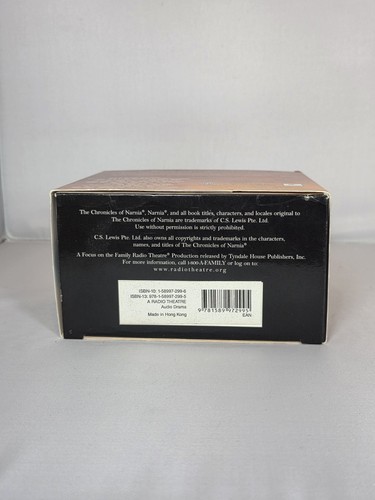 The Chronicles of Narnia®, Narnia®, and all book titles, characters, and locales original to
The Chronicles of Narnia are trademarks of C.S. Lewis Pte. Ltd.
Use without permission is strictly prohibited.
C.S. Lewis Pte. Ltd. also owns all copyrights and trademarks in the characters,
names, and titles of The Chronicles of Narnia®
A Focus on the Family Radio Theatre® Production released by Tyndale House Publishers, Inc.
For more information, call 1-800-A-FAMILY or log on to:
www.radiotheatre.org
ISBN-10: 1-58997-299-6
ISBN-13: 978-1-58997-299-5
A RADIO THEATRE
Audio Drama
Made in Hong Kong
9 781589 972995
EAN